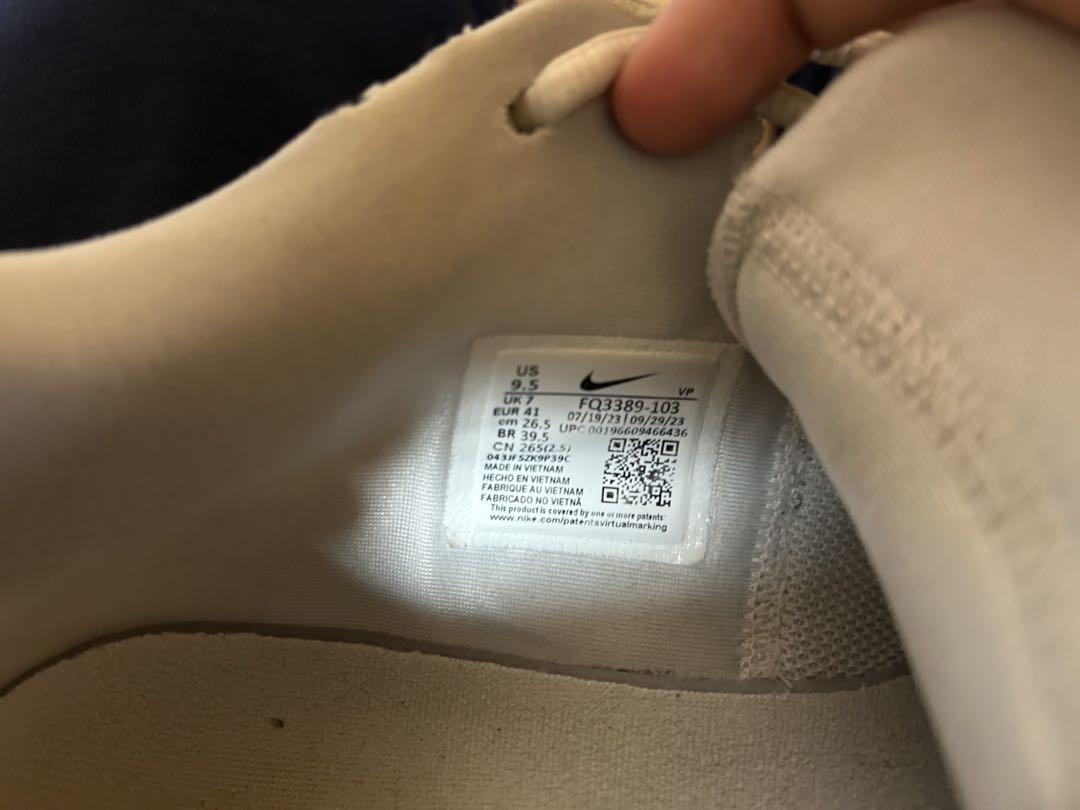 US
9.5
UK 7
EUR 41
cm 26.5
BR 39.5
CN 265(2.5)
043JFSZK9P39C
VP
FQ3389-103
07/19/23 | 09/29/23
UPC 00196609466436
MADE IN VIETNAM
HECHO EN VIETNAM
FABRIQUE AU VIETNAM
FABRICADO NO VIETNÃ
This product is covered by one or more patents:
www.nike.com/patentsvirtualmarking